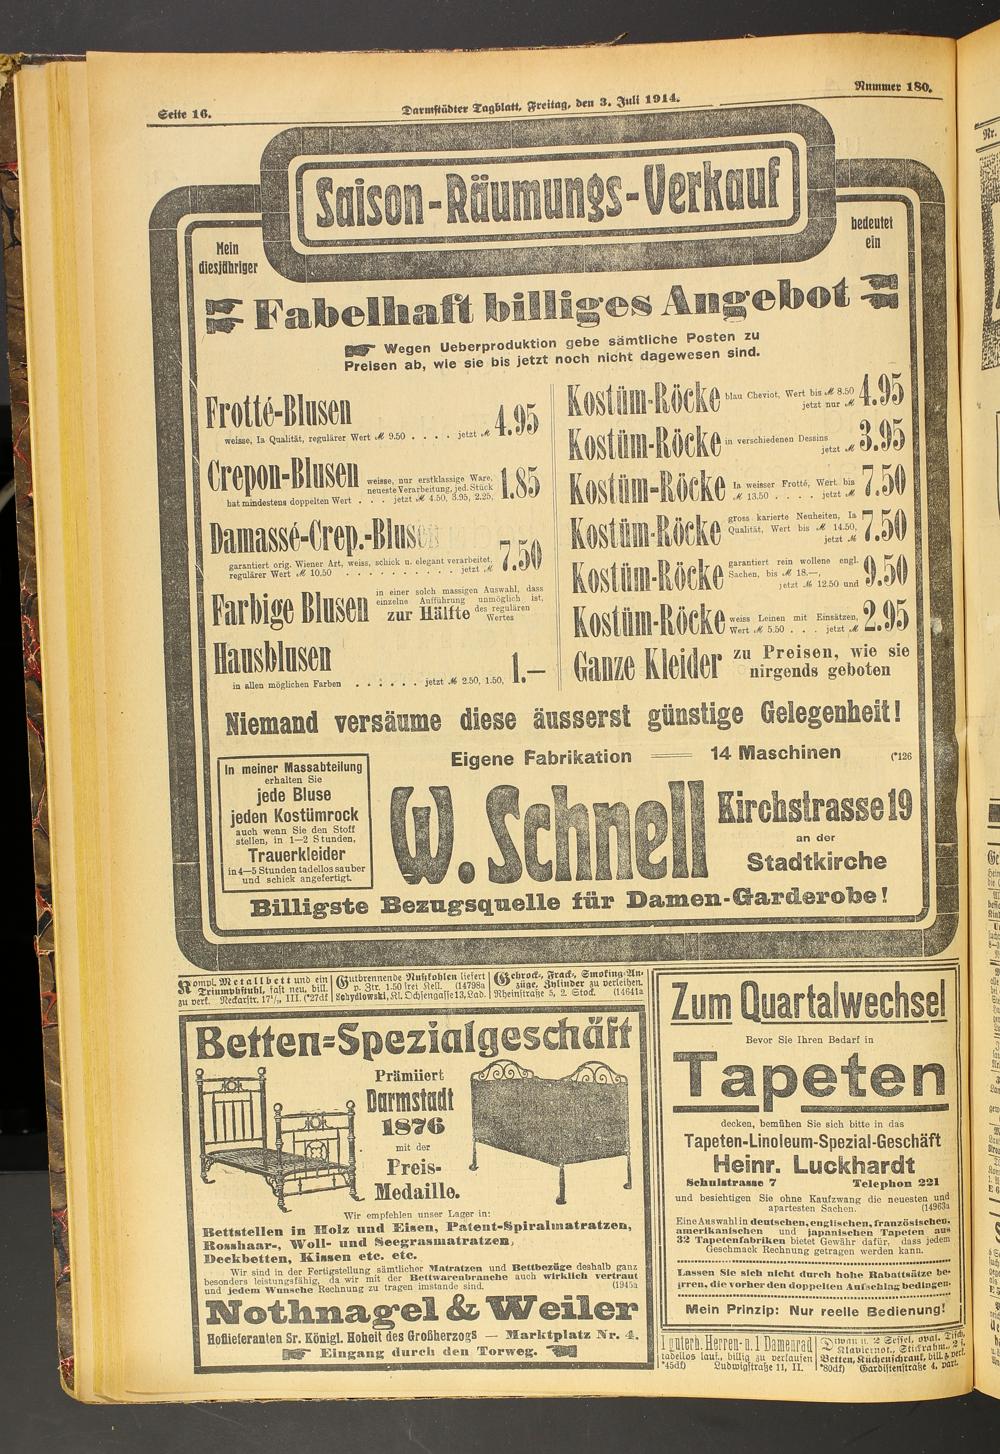 Seite 16.
Darmstädter Tagblatt, Freitag, den 3. Juli 1914.
Nummer 180.
Saison-Räumungs-Verkauf
Mein
diesjähriger
bedeutet
ein
Fabelhaft billiges Angebot
Wegen Ueberproduktion gebe sämtliche Posten zu
Preisen ab, wie sie bis jetzt noch nicht dagewesen sind.
Frotté-Blusen
weisse, Ia Qualität, regulärer Wert ℳ 9.50 . . . . jetzt ℳ 4.95
Crepon-Blusen weisse, nur erstklassige Ware,
neueste Verarbeitung, jed. Stück
hat mindestens doppelten Wert . . . jetzt ℳ 4.50, 3.95, 2.25, 1.85
Damassé-Crep.-Blusen
garantiert orig. Wiener Art, weiss, schick u. elegant verarbeitet,
regulärer Wert ℳ 10.50 . . . . . . . . . . jetzt ℳ 7.50
Farbige Blusen in einer solch massigen Auswahl, dass
einzelne Aufführung unmöglich ist,
zur Hälfte des regulären
Wertes
Hausblusen
in allen möglichen Farben . . . . . . jetzt ℳ 2.50, 1.50, 1.—
Kostüm-Röcke blau Cheviot, Wert bis ℳ 8.50
jetzt nur ℳ 4.95
Kostüm-Röcke in verschiedenen Dessins
jetzt ℳ 3.95
Kostüm-Röcke Ia weisser Frotté, Wert bis
ℳ 13.50 . . . . jetzt ℳ 7.50
Kostüm-Röcke gross karierte Neuheiten, Ia
Qualität, Wert bis ℳ 14.50,
jetzt ℳ 7.50
Kostüm-Röcke garantiert rein wollene engl.
Sachen, bis ℳ 18.—,
jetzt ℳ 12.50 und 9.50
Kostüm-Röcke weiss Leinen mit Einsätzen,
Wert ℳ 5.50 . . . jetzt ℳ 2.95
Ganze Kleider zu Preisen, wie sie
nirgends geboten
Niemand versäume diese äusserst günstige Gelegenheit!
Eigene Fabrikation 14 Maschinen (*126
In meiner Massabteilung
erhalten Sie
jede Bluse
jeden Kostümrock
auch wenn Sie den Stoff
stellen, in 1—2 Stunden,
Trauerkleider
in 4—5 Stunden tadellos sauber
und schick angefertigt.
W. Schnell
Kirchstrasse 19
an der
Stadtkirche
Billigste Bezugsquelle für Damen-Garderobe!
Kompl. Metallbett und ein
Triumphstuhl, fast neu, bill.
zu verk. Neckarstr. 17½, III. (*27df
Gutbrennende Nußkohlen liefert
p. Ztr. 1.50 frei Kell. (14798a
Sohydlowski, Kl. Ochsengasse 13, Lad.
Gehrock-, Frack-, Smoking-An-
züge, Zylinder zu verleihen.
Rheinstraße 5, 2. Stock. (14641a
Betten-Spezialgeschäft
Prämiiert
Darmstadt
1876
mit der
Preis-
Medaille.
Wir empfehlen unser Lager in:
Bettstellen in Holz und Eisen, Patent-Spiralmatratzen,
Rosshaar-, Woll- und Seegrasmatratzen,
Deckbetten, Kissen etc. etc.
Wir sind in der Fertigstellung sämtlicher Matratzen und Bettbezüge deshalb ganz
besonders leistungsfähig, da wir mit der Bettwarenbranche auch wirklich vertraut
und jedem Wunsche Rechnung zu tragen imstande sind. (1945a
Nothnagel & Weiler
Hoflieferanten Sr. Königl. Hoheit des Großherzogs — Marktplatz Nr. 4.
Eingang durch den Torweg.
Zum Quartalwechsel
Bevor Sie Ihren Bedarf in
Tapeten
decken, bemühen Sie sich bitte in das
Tapeten-Linoleum-Spezial-Geschäft
Heinr. Luckhardt
Schulstrasse 7 Telephon 221
und besichtigen Sie ohne Kaufzwang die neuesten und
apartesten Sachen. (14963a
Eine Auswahl in deutschen, englischen, französischen,
amerikanischen und japanischen Tapeten aus
32 Tapetenfabriken bietet Gewähr dafür, dass jedem
Geschmack Rechnung getragen werden kann.
Lassen Sie sich nicht durch hohe Rabattsätze be-
irren, die vorher den doppelten Aufschlag bedingen.
Mein Prinzip: Nur reelle Bedienung!
1 guterh. Herren- u. 1 Damenrad
tadellos lauf., billig zu verkaufen
*45df) Ludwigstraße 11, II.
Diwan u. 2 Sessel, oval. Tisch,
Klaviernot., Stickrahm., 2 f.
Betten, Küchenschrank, bill. z. verk.
*80df) Gardistenstraße 4, part.
Nr.